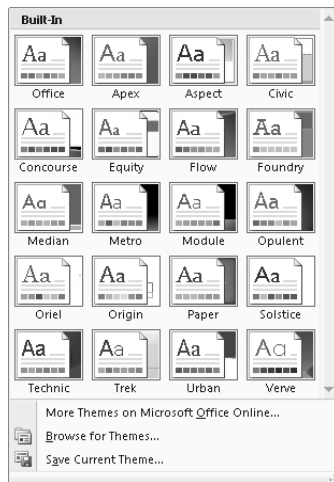 Built-In
Aa Aa Aa Aa
Office Apex Aspect Civic
Aa Aa Aa Aa
Concourse Equity Flow Foundry
Aa Aa Aa Aa
Median Metro Module Opulent
Aa Aa Aa Aa
Oriel Origin Paper Solstice
Aa Aa Aa Aa
Technic Trek Urban Verve
More Themes on Microsoft Office Online...
Browse for Themes...
Save Current Theme...